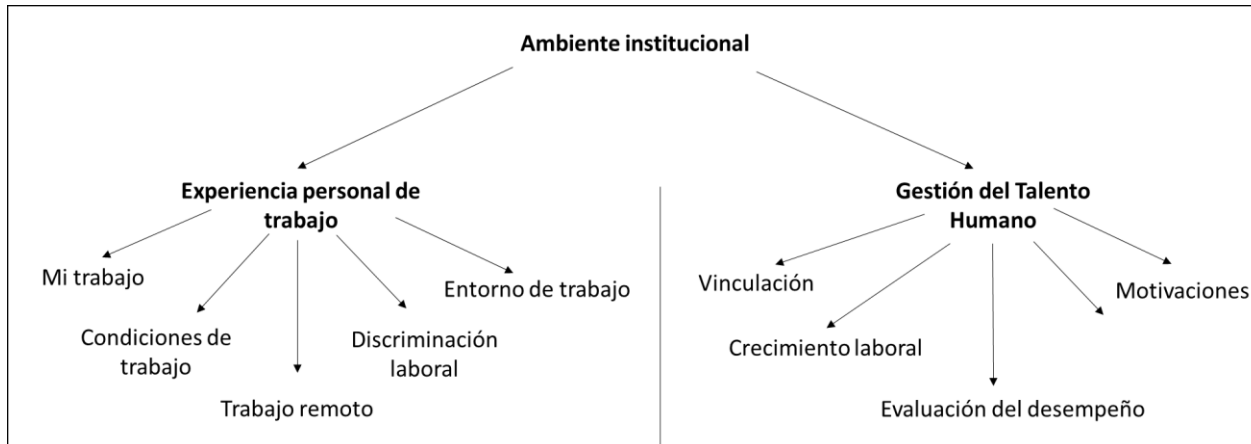 Ambiente institucional
Experiencia personal de
trabajo
Gestión del Talento
Humano
Mi trabajo
Condiciones de
trabajo
Trabajo remoto
Discriminación
laboral
Entorno de trabajo
Vinculación
Crecimiento laboral
Evaluación del desempeño
Motivaciones